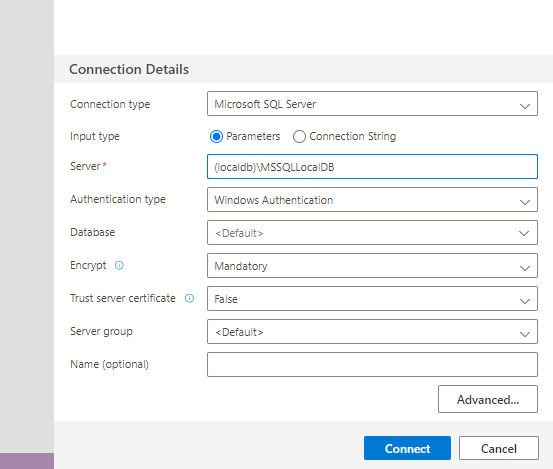 Connection Details
Connection type Microsoft SQL Server
Input type Parameters Connection String
Server* (localdb)\MSSQLLocalDB
Authentication type Windows Authentication
Database <Default>
Encrypt Mandatory
Trust server certificate False
Server group <Default>
Name (optional)
Advanced...
Connect Cancel